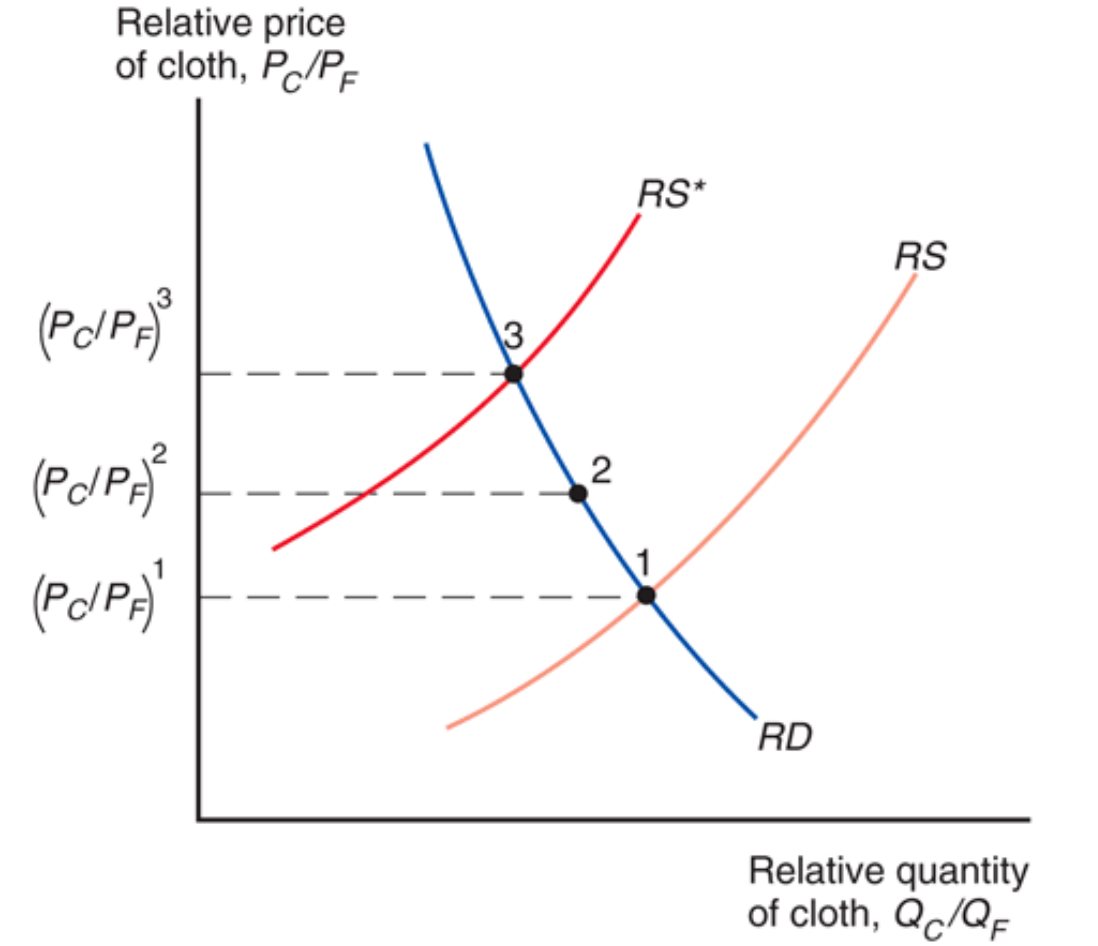 Relative price
of cloth, P_C/P_F
RS*
RS
3
(P_C/P_F)^3
2
(P_C/P_F)^2
1
(P_C/P_F)^1
RD
Relative quantity
of cloth, Q_C/Q_F